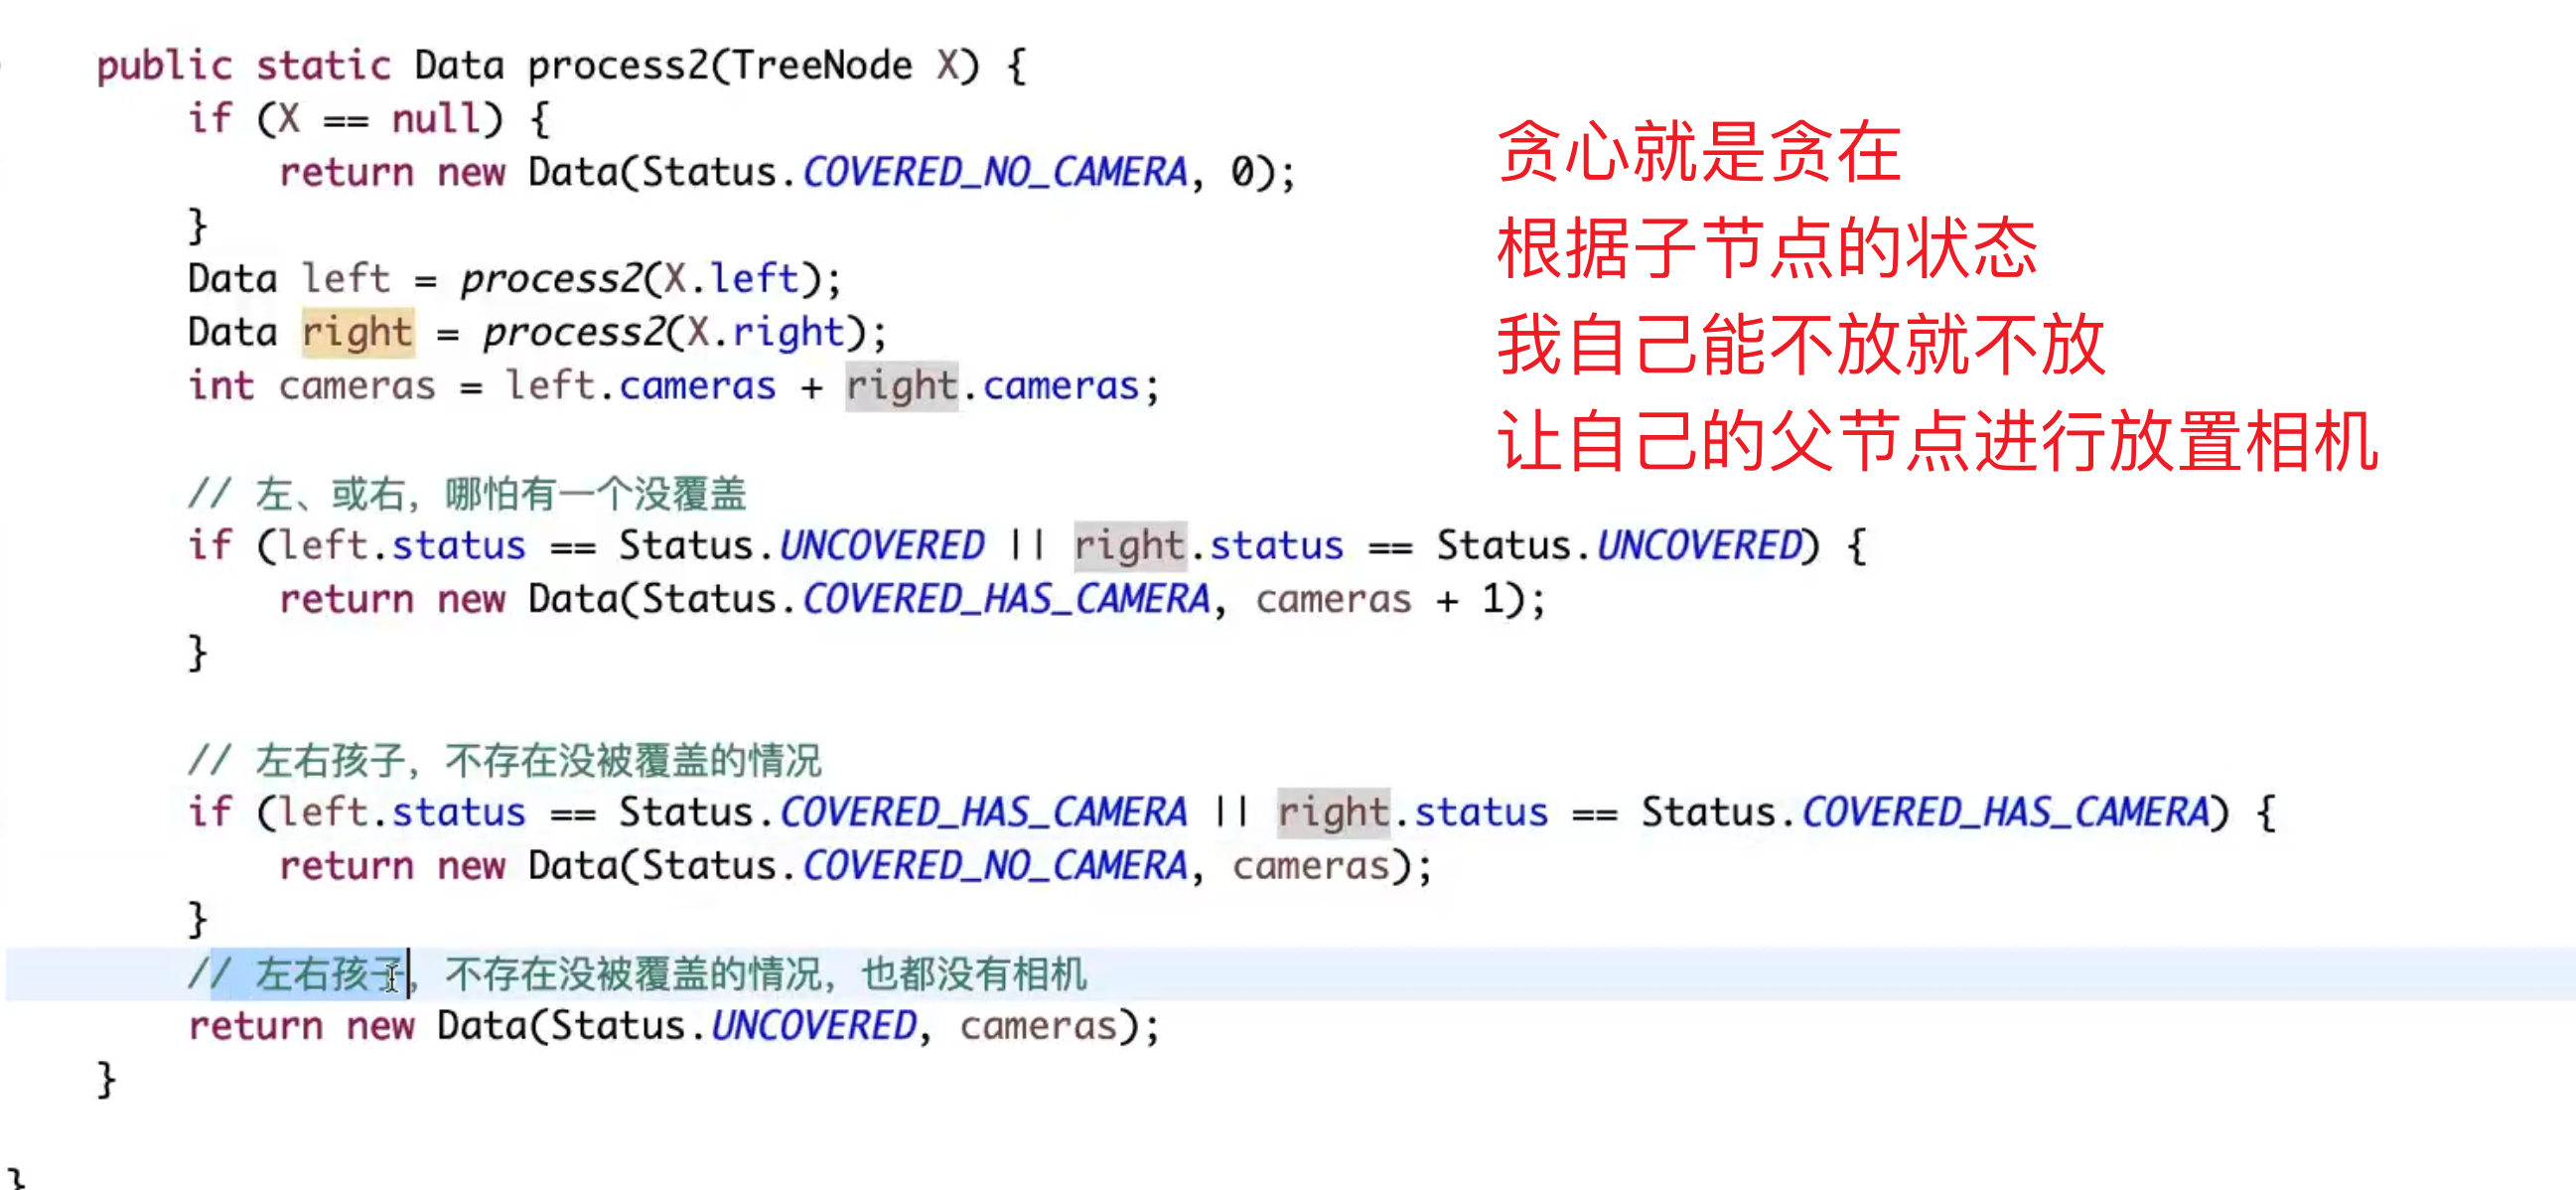 public static Data process2(TreeNode X) {
if (X == null) {
return new Data(Status.COVERED_NO_CAMERA, 0);
}
Data left = process2(X.left);
Data right = process2(X.right);
int cameras = left.cameras + right.cameras;
// 左、或右，哪怕有一个没覆盖
if (left.status == Status.UNCOVERED || right.status == Status.UNCOVERED) {
return new Data(Status.COVERED_HAS_CAMERA, cameras + 1);
}
// 左右孩子，不存在没被覆盖的情况
if (left.status == Status.COVERED_HAS_CAMERA || right.status == Status.COVERED_HAS_CAMERA) {
return new Data(Status.COVERED_NO_CAMERA, cameras);
}
// 左右孩子，不存在没被覆盖的情况，也都没有相机
return new Data(Status.UNCOVERED, cameras);
}
}
贪心就是贪在
根据子节点的状态
我自己能不放就不放
让自己的父节点进行放置相机